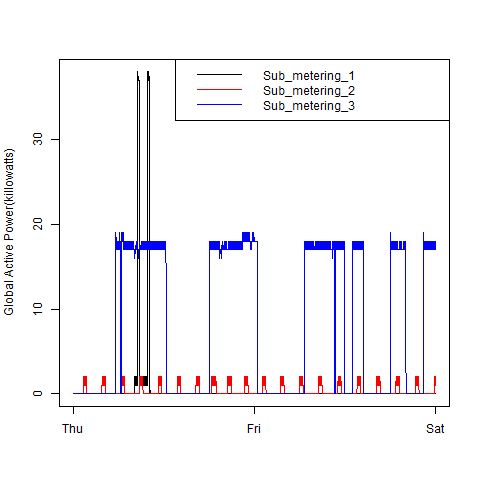 Sub_metering_1
Sub_metering_2
Sub_metering_3
Global Active Power(killowatts)
30
20
10
0
Thu
Fri
Sat